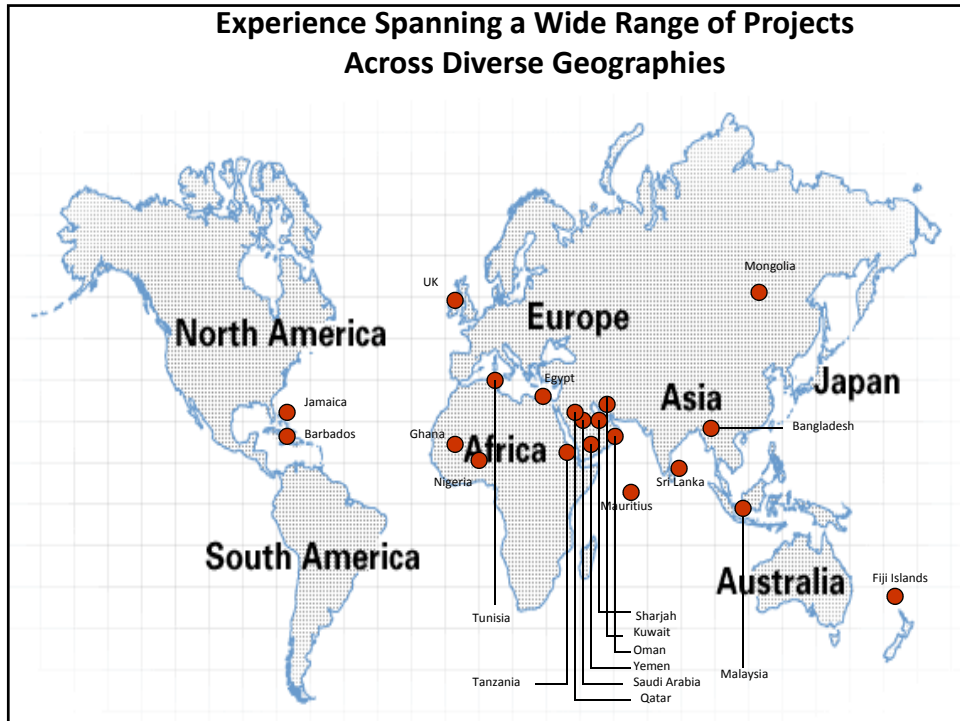 Experience Spanning a Wide Range of Projects
Across Diverse Geographies
Mongolia
UK
Europe
North America
Egypt
Asia
Japan
Jamaica
Barbados
Bangladesh
Ghana
Africa
Nigeria
Sri Lanka
Mauritius
South America
Australia
Fiji Islands
Tunisia
Sharjah
Kuwait
Oman
Yemen
Malaysia
Tanzania
Saudi Arabia
Qatar